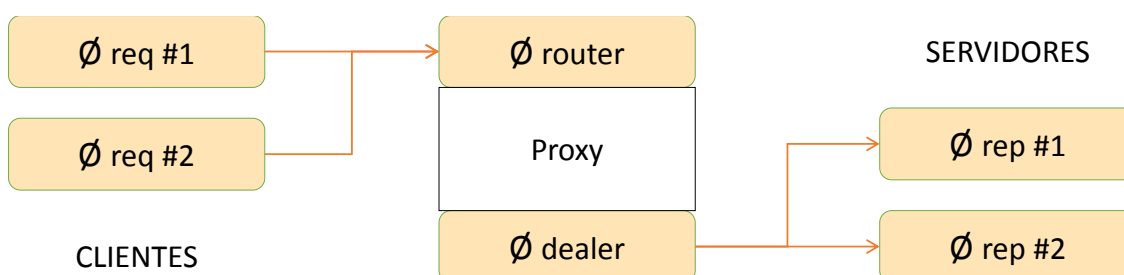 Ø req #1
Ø router
SERVIDORES
Ø req #2
Proxy
Ø rep #1
CLIENTES
Ø dealer
Ø rep #2